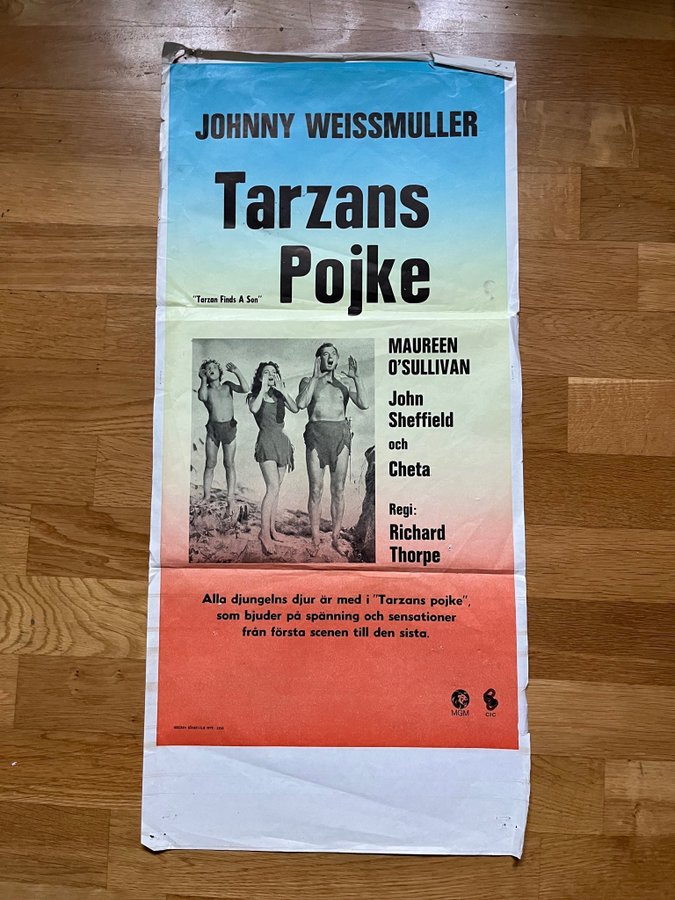 JOHNNY WEISSMULLER
Tarzans
Pojke
"Tarzan Finds A Son"
MAUREEN
O'SULLIVAN
John
Sheffield
och
Cheta
Regi:
Richard
Thorpe
Alla djungelns djur är med i "Tarzans pojke",
som bjuder på spänning och sensationer
från första scenen till den sista.
MGM
CIC